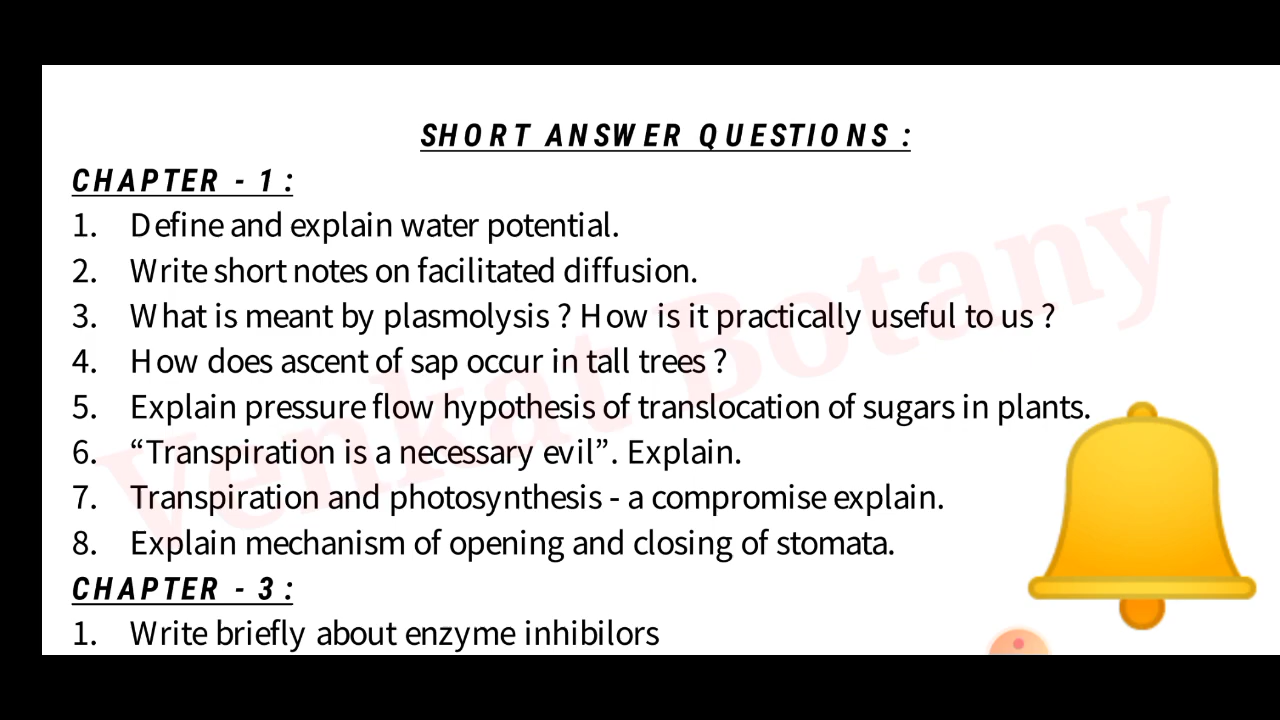 SHORT ANSWER QUESTIONS :
CHAPTER - 1 :
1. Define and explain water potential.
2. Write short notes on facilitated diffusion.
3. What is meant by plasmolysis ? How is it practically useful to us ?
4. How does ascent of sap occur in tall trees ?
5. Explain pressure flow hypothesis of translocation of sugars in plants.
6. “Transpiration is a necessary evil”. Explain.
7. Transpiration and photosynthesis - a compromise explain.
8. Explain mechanism of opening and closing of stomata.
CHAPTER - 3 :
1. Write briefly about enzyme inhibilors
Venkat Botany